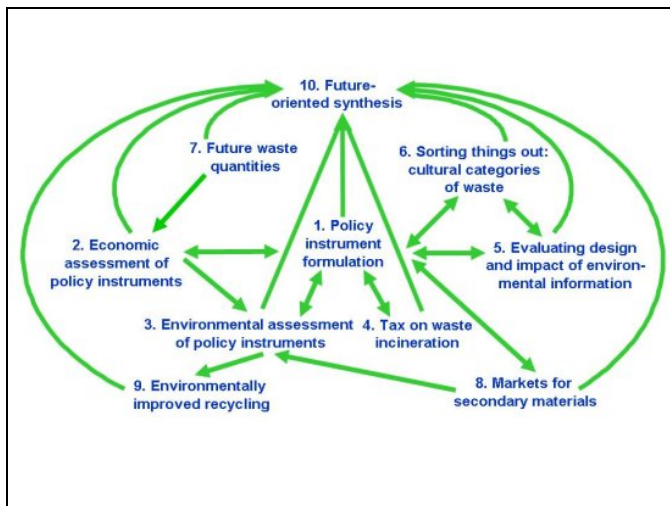 10. Future-
oriented synthesis
7. Future waste
quantities
6. Sorting things out:
cultural categories
of waste
1. Policy
instrument
formulation
2. Economic
assessment of
policy instruments
5. Evaluating design
and impact of environ-
mental information
3. Environmental assessment
of policy instruments
4. Tax on waste
incineration
9. Environmentally
improved recycling
8. Markets for
secondary materials